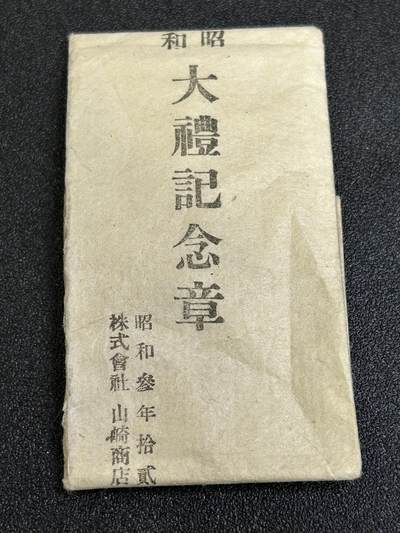 昭和
大禮記念章
昭和參年拾貳
株式會社 山崎商店